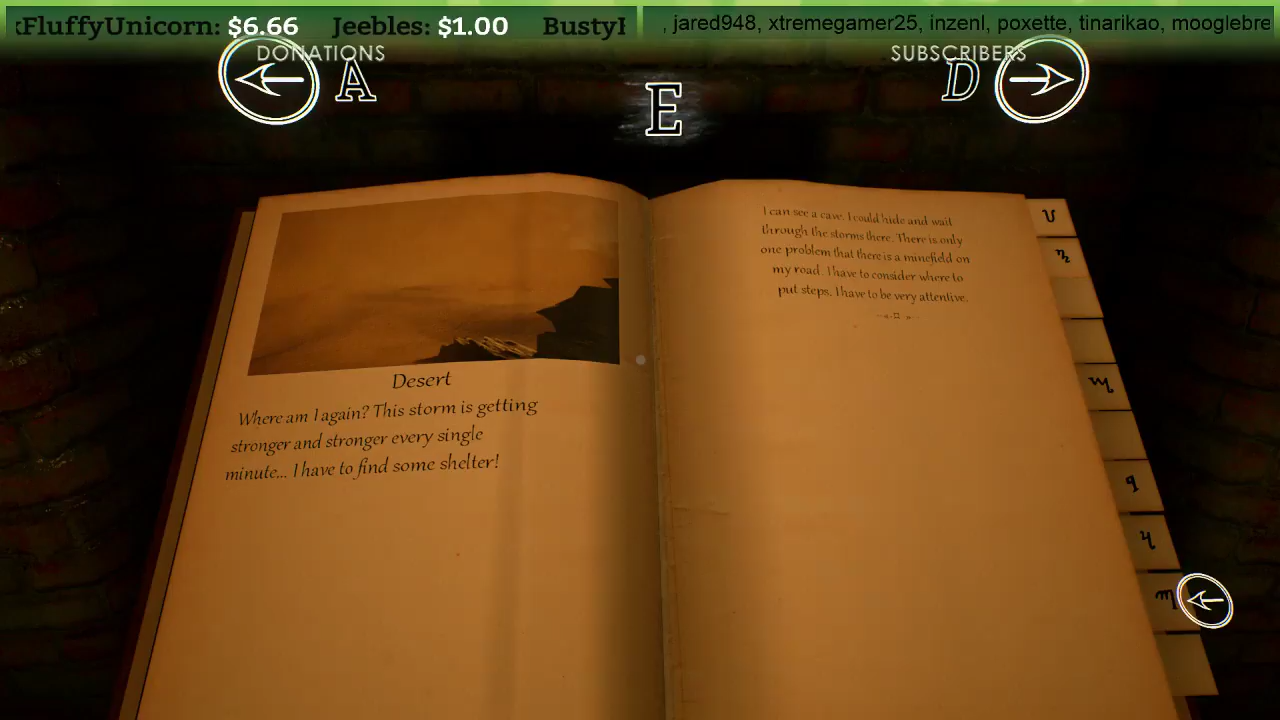 FluffyUnicorn: $6.66 Jeebles: $1.00
, jared948, xtremegamer25, inzenl, poxette, tinarikao, mooglebre
DONATIONS
SUBSCRIBERS
A
E
D
Desert
Where am I again? This storm is getting
stronger and stronger every single
minute... I have to find some shelter!
I can see a cave. I could hide and wait
through the storms there. There is only
one problem that there is a minefield on
my road. I have to consider where to
put steps. I have to be very attentive.